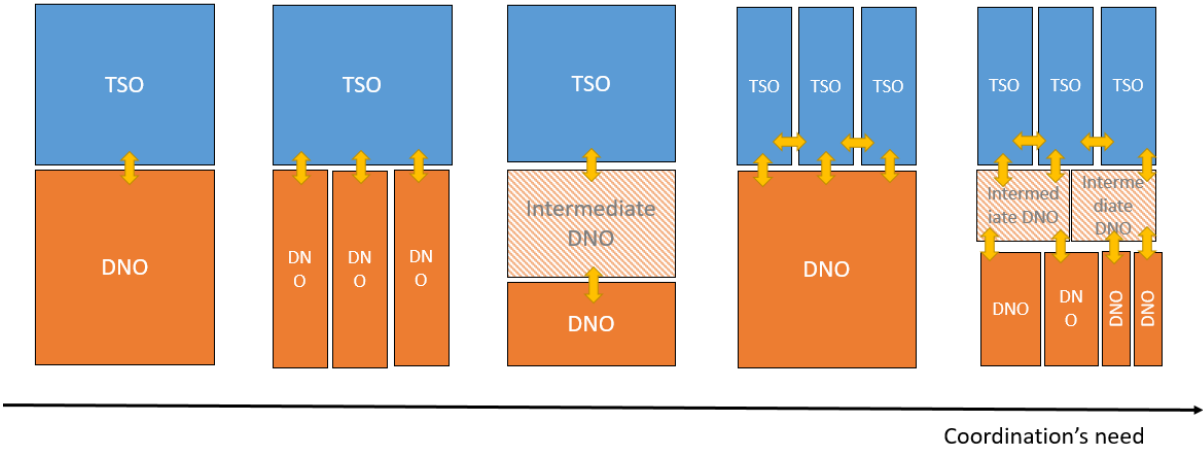 TSO
DNO
TSO
DN
O
DN
O
DN
O
TSO
Intermediate
DNO
DNO
TSO
TSO
TSO
DNO
TSO
TSO
TSO
Intermed
iate DNO
Interme
diate
DNO
DNO
DN
O
DNO
DNO
Coordination's need